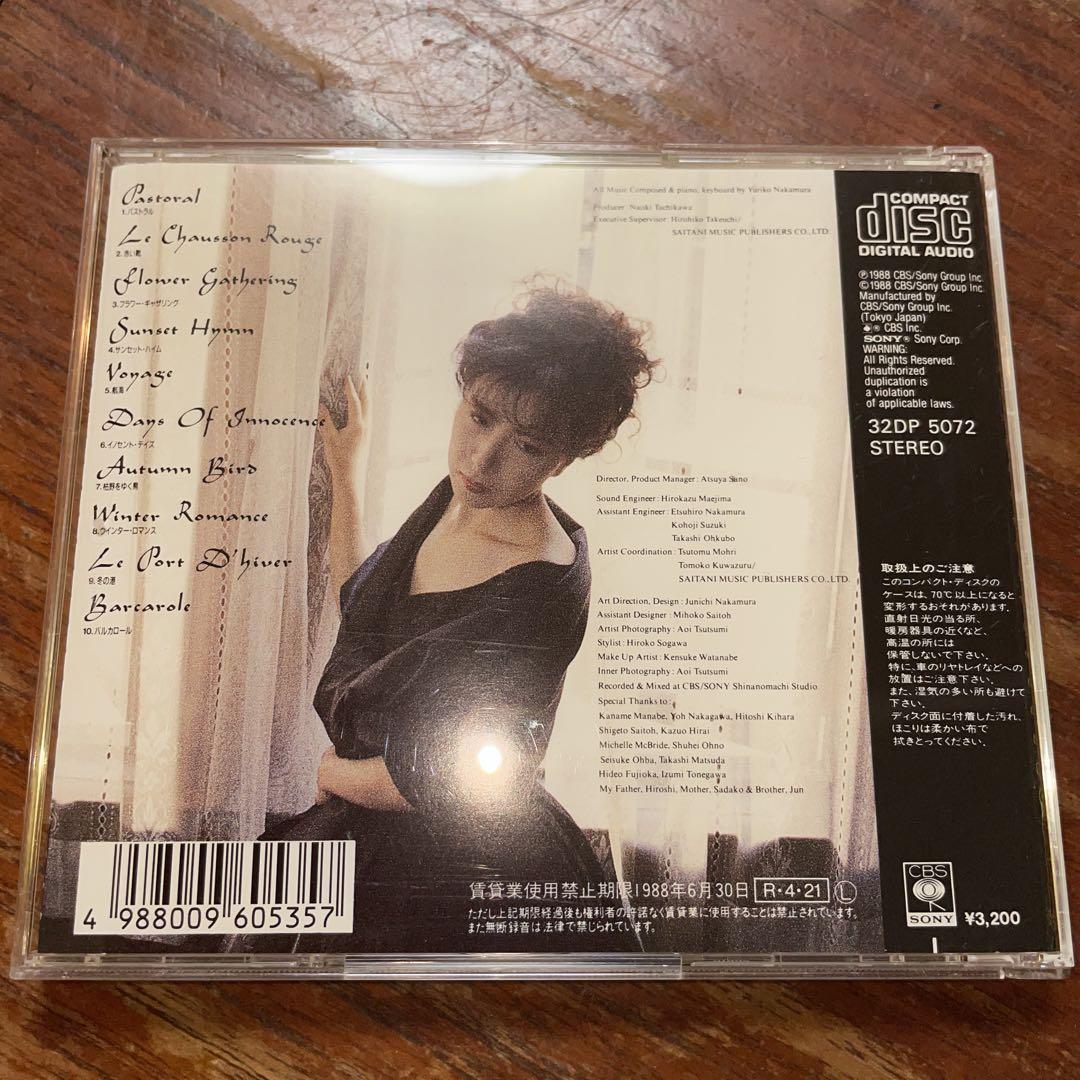 Pastoral
1.パストラル
Le Chausson Rouge
2.赤い靴
Flower Gathering
3.フラワー・ギャザリング
Sunset Hymn
4.サンセット・ハイム
Voyage
5.航海
Days Of Innocence
6.イノセント・デイズ
Autumn Bird
7.枯野をゆく鳥
Winter Romance
8.ウインター・ロマンス
Le Port D'hiver
9.冬の港
Barcarole
10.バルカロール
All Music Composed & piano, keyboard by Yuriko Nakamura
Producer : Naoki Tachikawa
Executive Supervisor : Hirohiko Takeuchi/
SAITANI MUSIC PUBLISHERS CO., LTD.
Director, Product Manager : Atsuya Sano
Sound Engineer : Hirokazu Maejima
Assistant Engineer : Etsuhiro Nakamura
Kohoji Suzuki
Takashi Ohkubo
Artist Coordination : Tsutomu Mohri
Tomoko Kuwazuru/
SAITANI MUSIC PUBLISHERS CO., LTD.
Art Direction, Design : Junichi Nakamura
Assistant Designer : Mihoko Saitoh
Artist Photography : Aoi Tsutsumi
Stylist : Hiroko Sogawa
Make Up Artist : Kensuke Watanabe
Inner Photography : Aoi Tsutsumi
Recorded & Mixed at CBS/SONY Shinanomachi Studio
Special Thanks to :
Kaname Manabe, Yoh Nakagawa, Hitoshi Kihara
Shigeto Saitoh, Kazuo Hirai
Michelle McBride, Shuhei Ohno
Seisuke Ohba, Takashi Matsuda
Hideo Fujioka, Izumi Tonegawa
My Father, Hiroshi, Mother, Sadako & Brother, Jun
COMPACT
disc
DIGITAL AUDIO
Ⓟ1988 CBS/Sony Group Inc.
©1988 CBS/Sony Group Inc.
Manufactured by
CBS/Sony Group Inc.
(Tokyo Japan)
® CBS Inc.
SONY® Sony Corp.
WARNING:
All Rights Reserved.
Unauthorized
duplication is
a violation
of applicable laws.
32DP 5072
STEREO
取扱上のご注意
このコンパクト・ディスクの
ケースは、70℃以上になると
変形するおそれがあります。
直射日光の当る所、
暖房器具の近くなど、
高温の所には
保管しないで下さい。
特に、車のリヤトレイなどへの
放置はご注意下さい。
また、湿気の多い所も避けて
下さい。
ディスク面に付着した汚れ、
ほこりは柔かい布で
拭きとってください。
CBS
SONY
¥3,200
賃貸業使用禁止期限1988年6月30日 R・4・21 Ⓛ
ただし上記期限経過後も権利者の許諾なく賃貸業に使用することは禁止されています。
また無断録音は法律で禁じられています。
4 988009 605357